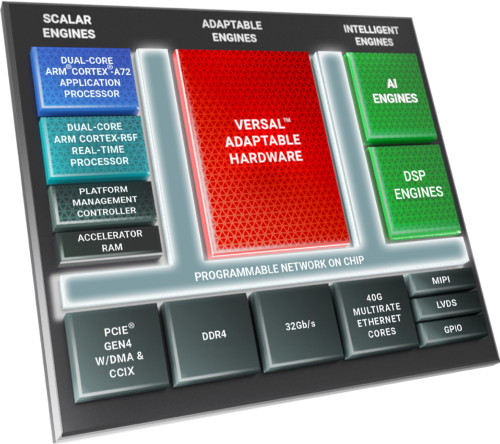 SCALAR
ENGINES
ADAPTABLE
ENGINES
INTELLIGENT
ENGINES
DUAL-CORE
ARM® CORTEX®-A72
APPLICATION
PROCESSOR
DUAL-CORE
ARM CORTEX-R5F
REAL-TIME
PROCESSOR
PLATFORM
MANAGEMENT
CONTROLLER
ACCELERATOR
RAM
VERSAL™
ADAPTABLE
HARDWARE
AI
ENGINES
DSP
ENGINES
PROGRAMMABLE NETWORK ON CHIP
PCIE®
GEN4
W/DMA &
CCIX
DDR4
32Gb/s
40G
MULTIRATE
ETHERNET
CORES
MIPI
LVDS
GPIO